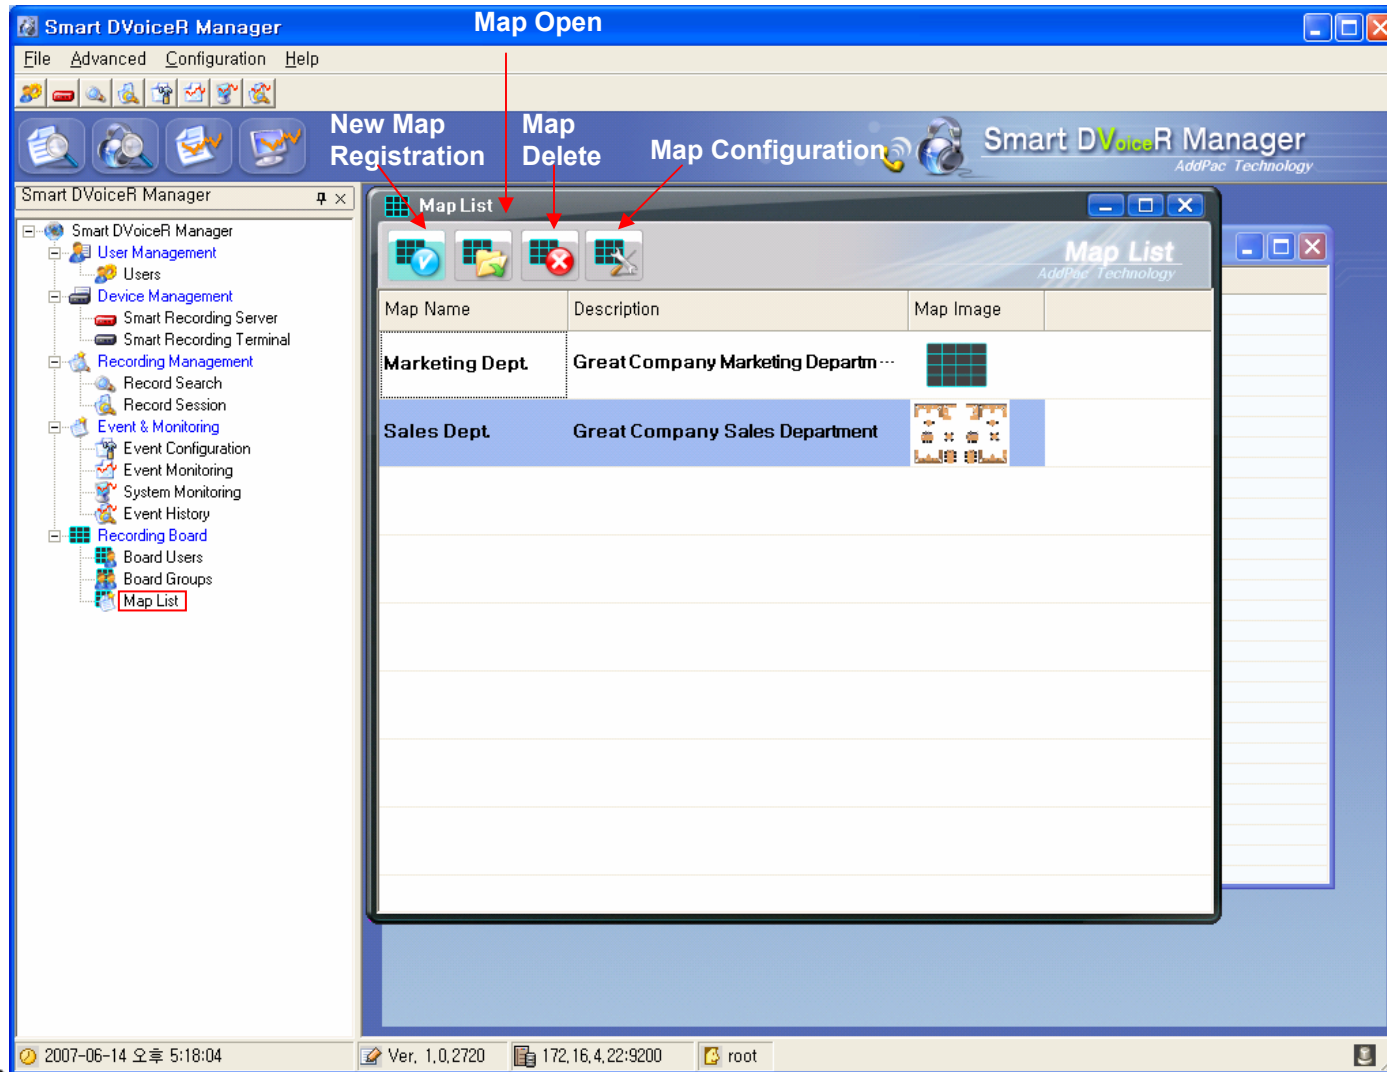 Smart DVoiceR Manager
Map Open
File Advanced Configuration Help
New Map Registration
Map Delete
Map Configuration
Smart DVoiceR Manager
AddPac Technology
Smart DVoiceR Manager
Smart DVoiceR Manager
User Management
Users
Device Management
Smart Recording Server
Smart Recording Terminal
Recording Management
Record Search
Record Session
Event & Monitoring
Event Configuration
Event Monitoring
System Monitoring
Event History
Recording Board
Board Users
Board Groups
Map List
Map List
Map List
AddPac Technology
Map Name Description Map Image
Marketing Dept. Great Company Marketing Departm...
Sales Dept. Great Company Sales Department
2007-06-14 오후 5:18:04 Ver, 1,0,2720 172,16,4,22:9200 root